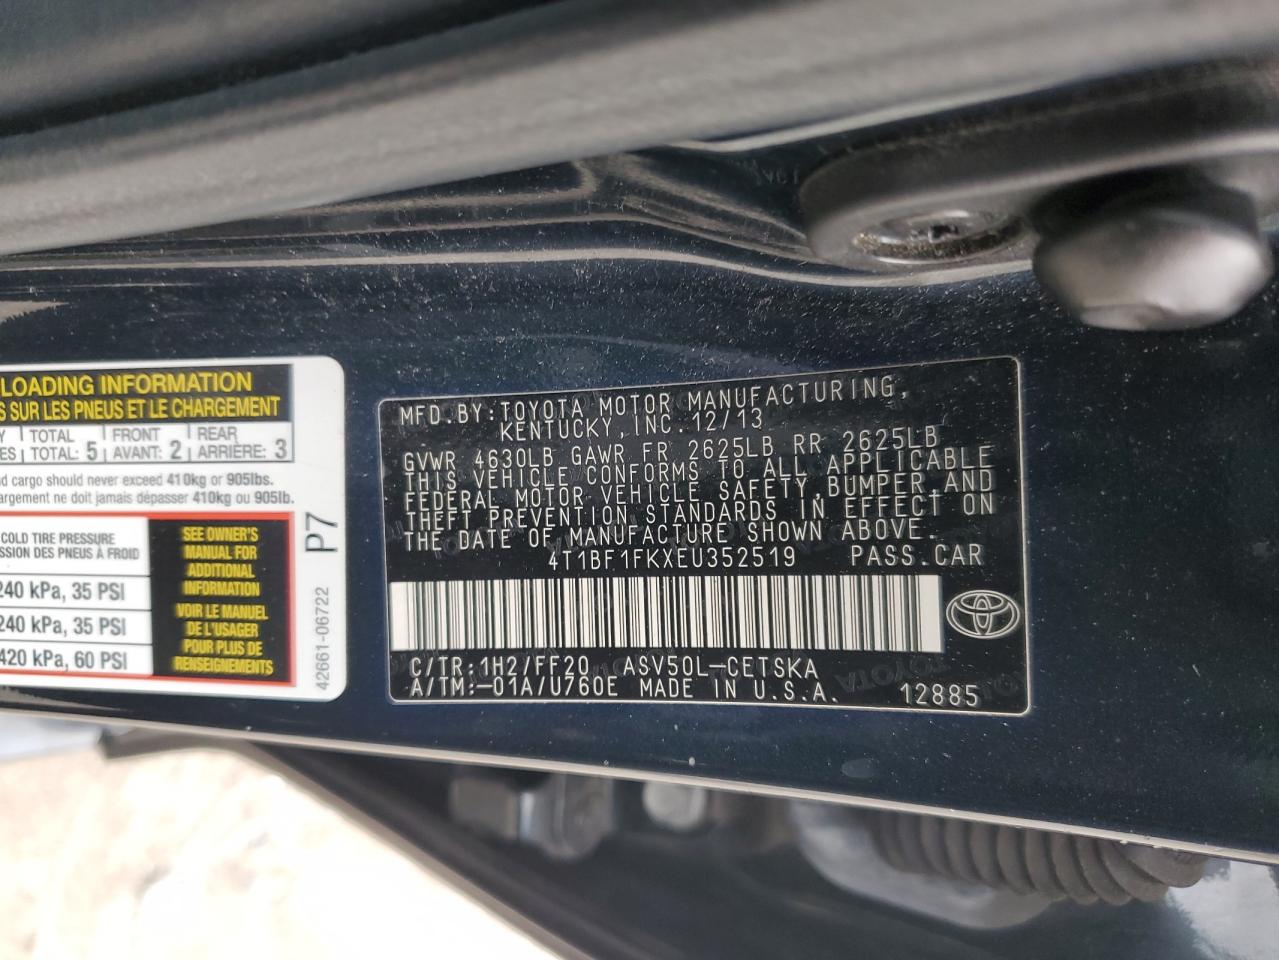 LOADING INFORMATION
SUR LES PNEUS ET LE CHARGEMENT
TOTAL FRONT REAR
TOTAL: 5 AVANT: 2 ARRIÈRE: 3
cargo should never exceed 410kg or 905lbs.
ne doit jamais dépasser 410kg ou 905lb.
COLD TIRE PRESSURE
DES PNEUS À FROID
240 kPa, 35 PSI
240 kPa, 35 PSI
420 kPa, 60 PSI
SEE OWNER'S
MANUAL FOR
ADDITIONAL
INFORMATION
VOIR LE MANUEL
DE L'USAGER
POUR PLUS DE
RENSEIGNEMENTS
P7
42661-06722
MFD.BY:TOYOTA MOTOR MANUFACTURING,
KENTUCKY,INC.12/13
GVWR 4630LB GAWR FR 2625LB RR 2625LB
THIS VEHICLE CONFORMS TO ALL APPLICABLE
FEDERAL MOTOR VEHICLE SAFETY,BUMPER,AND
THEFT PREVENTION STANDARDS IN EFFECT ON
THE DATE OF MANUFACTURE SHOWN ABOVE.
4T1BF1FKXEU352519 PASS.CAR
C/TR:1H2/FF20 ASV50L-CETSKA
A/TM:-01A/U760E MADE IN U.S.A. 12885